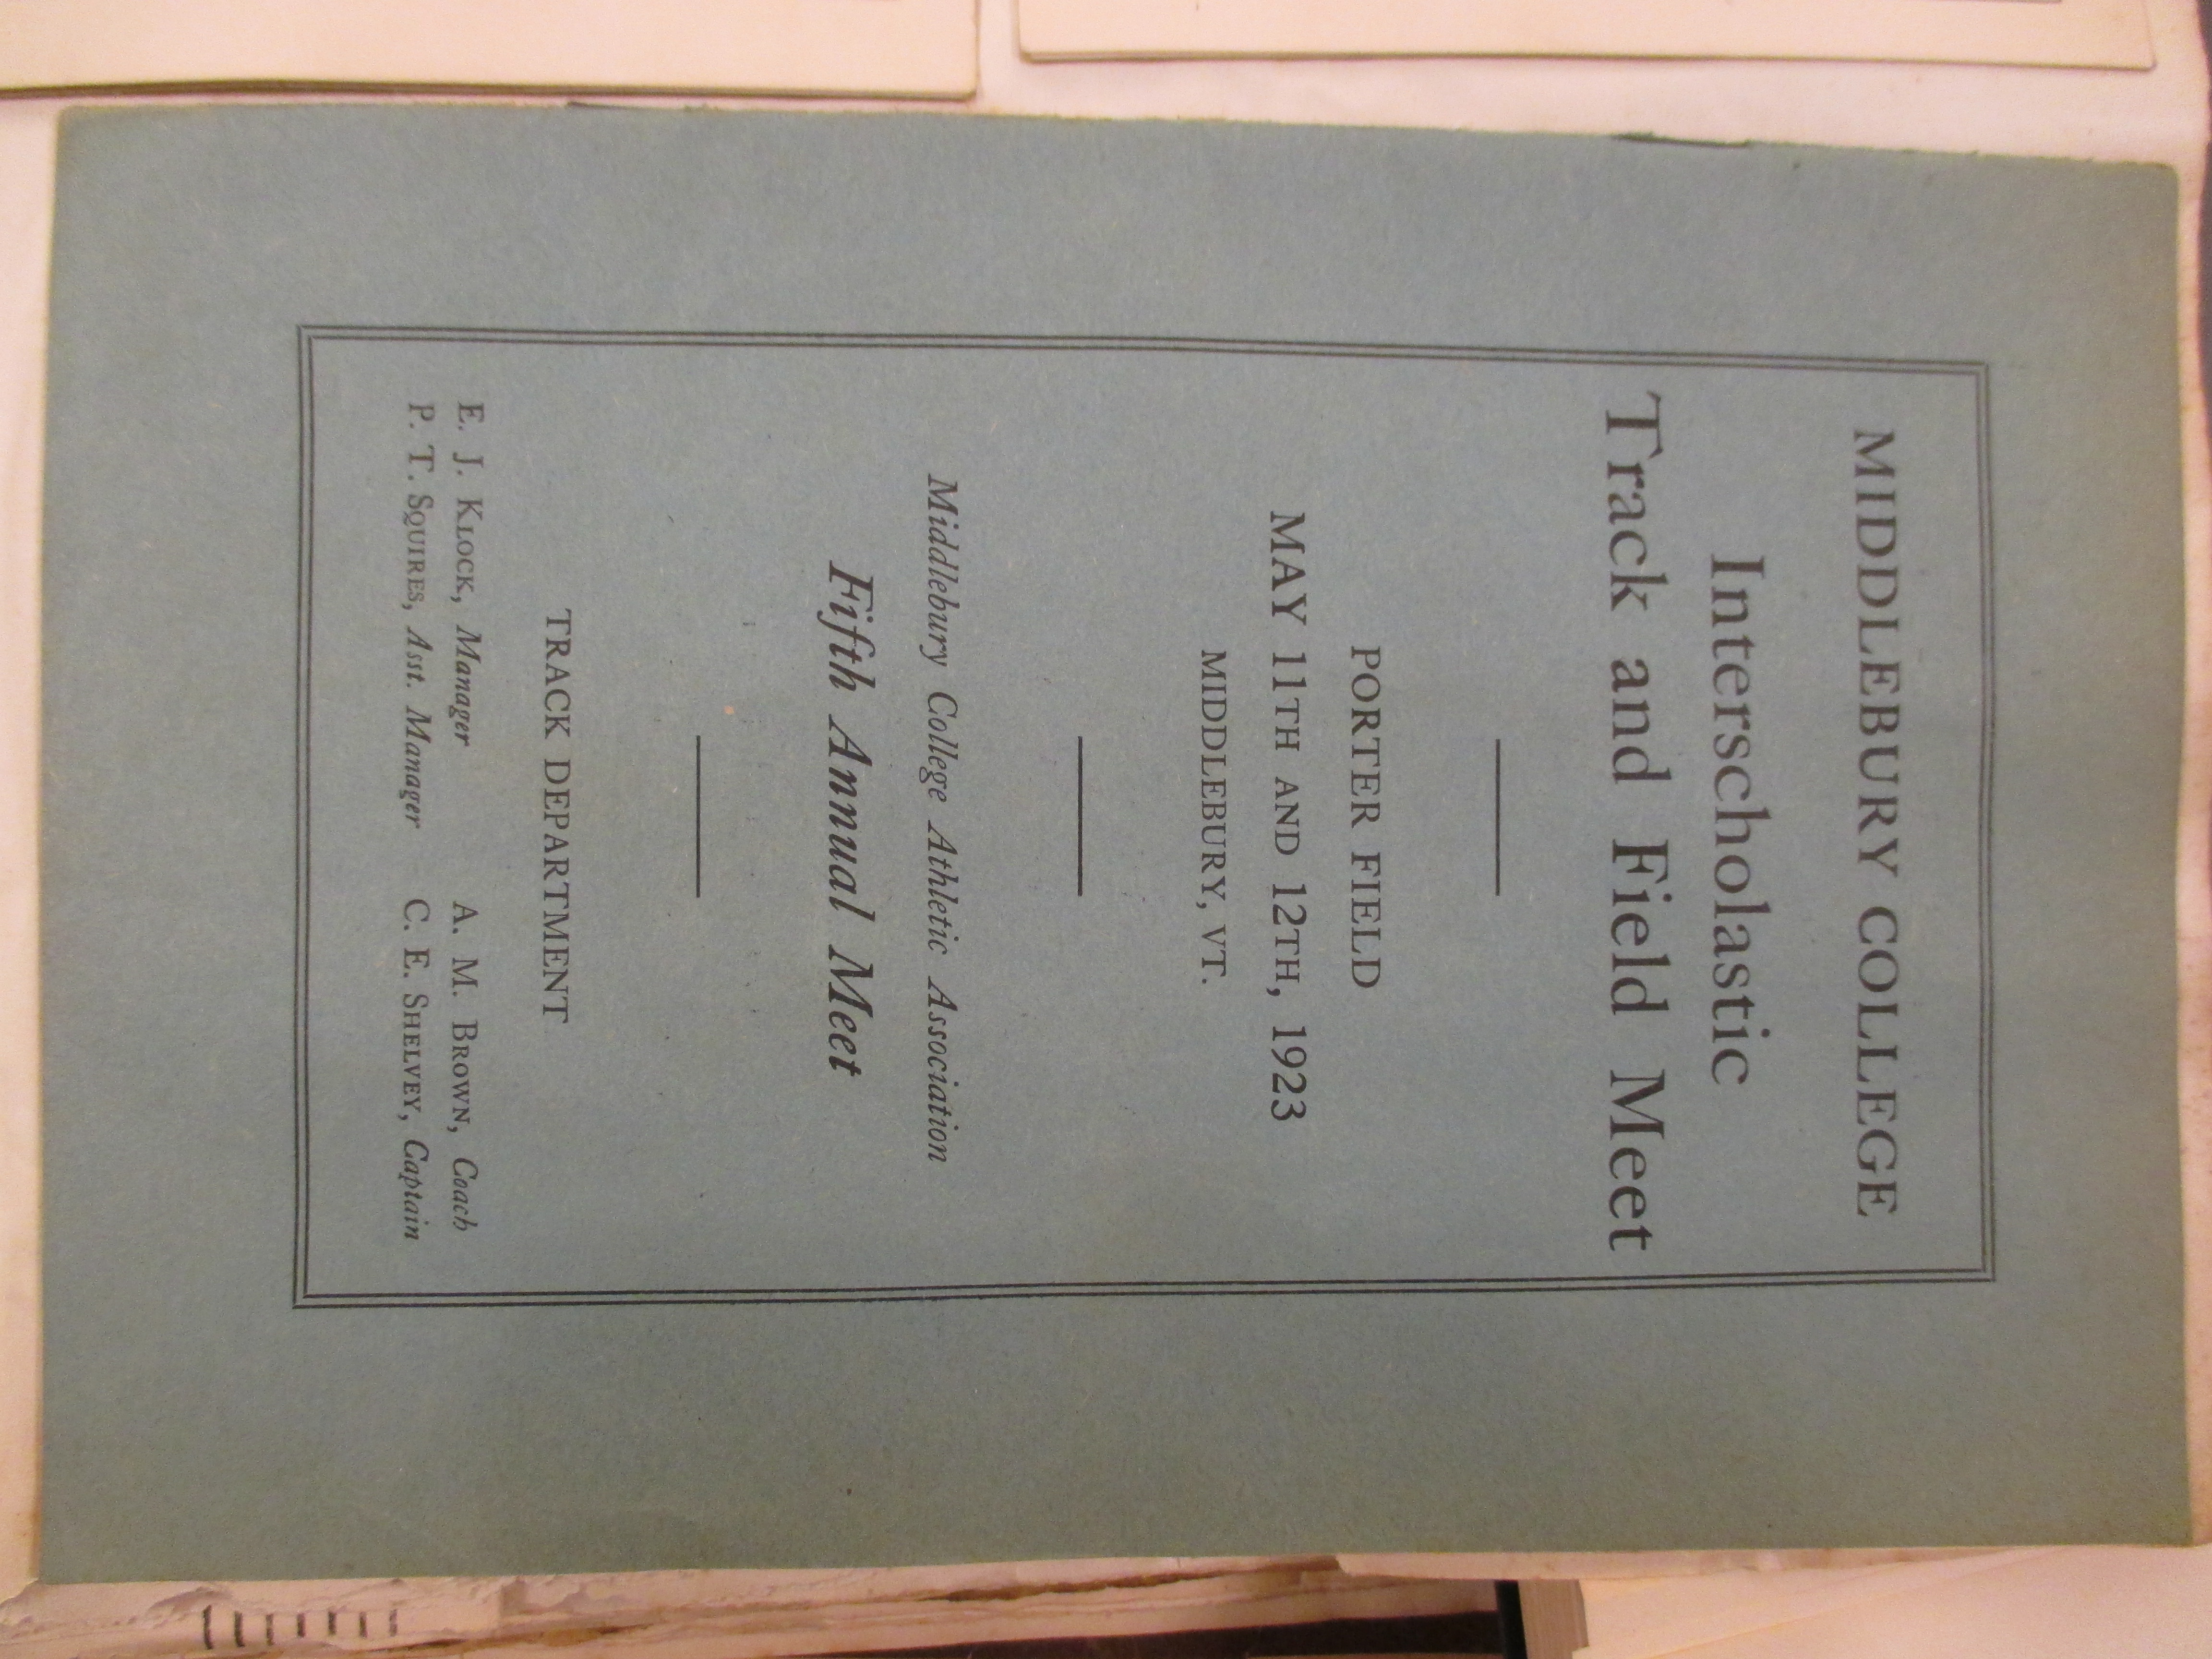 MIDDLEBURY COLLEGE
Interscholastic
Track and Field Meet
PORTER FIELD
MAY 11TH AND 12TH, 1923
MIDDLEBURY, VT.
Middlebury College Athletic Association
Fifth Annual Meet
TRACK DEPARTMENT
E. J. KLOCK, Manager A. M. BROWN, Coach
P. T. SQUIRES, Asst. Manager C. E. SHELVEY, Captain